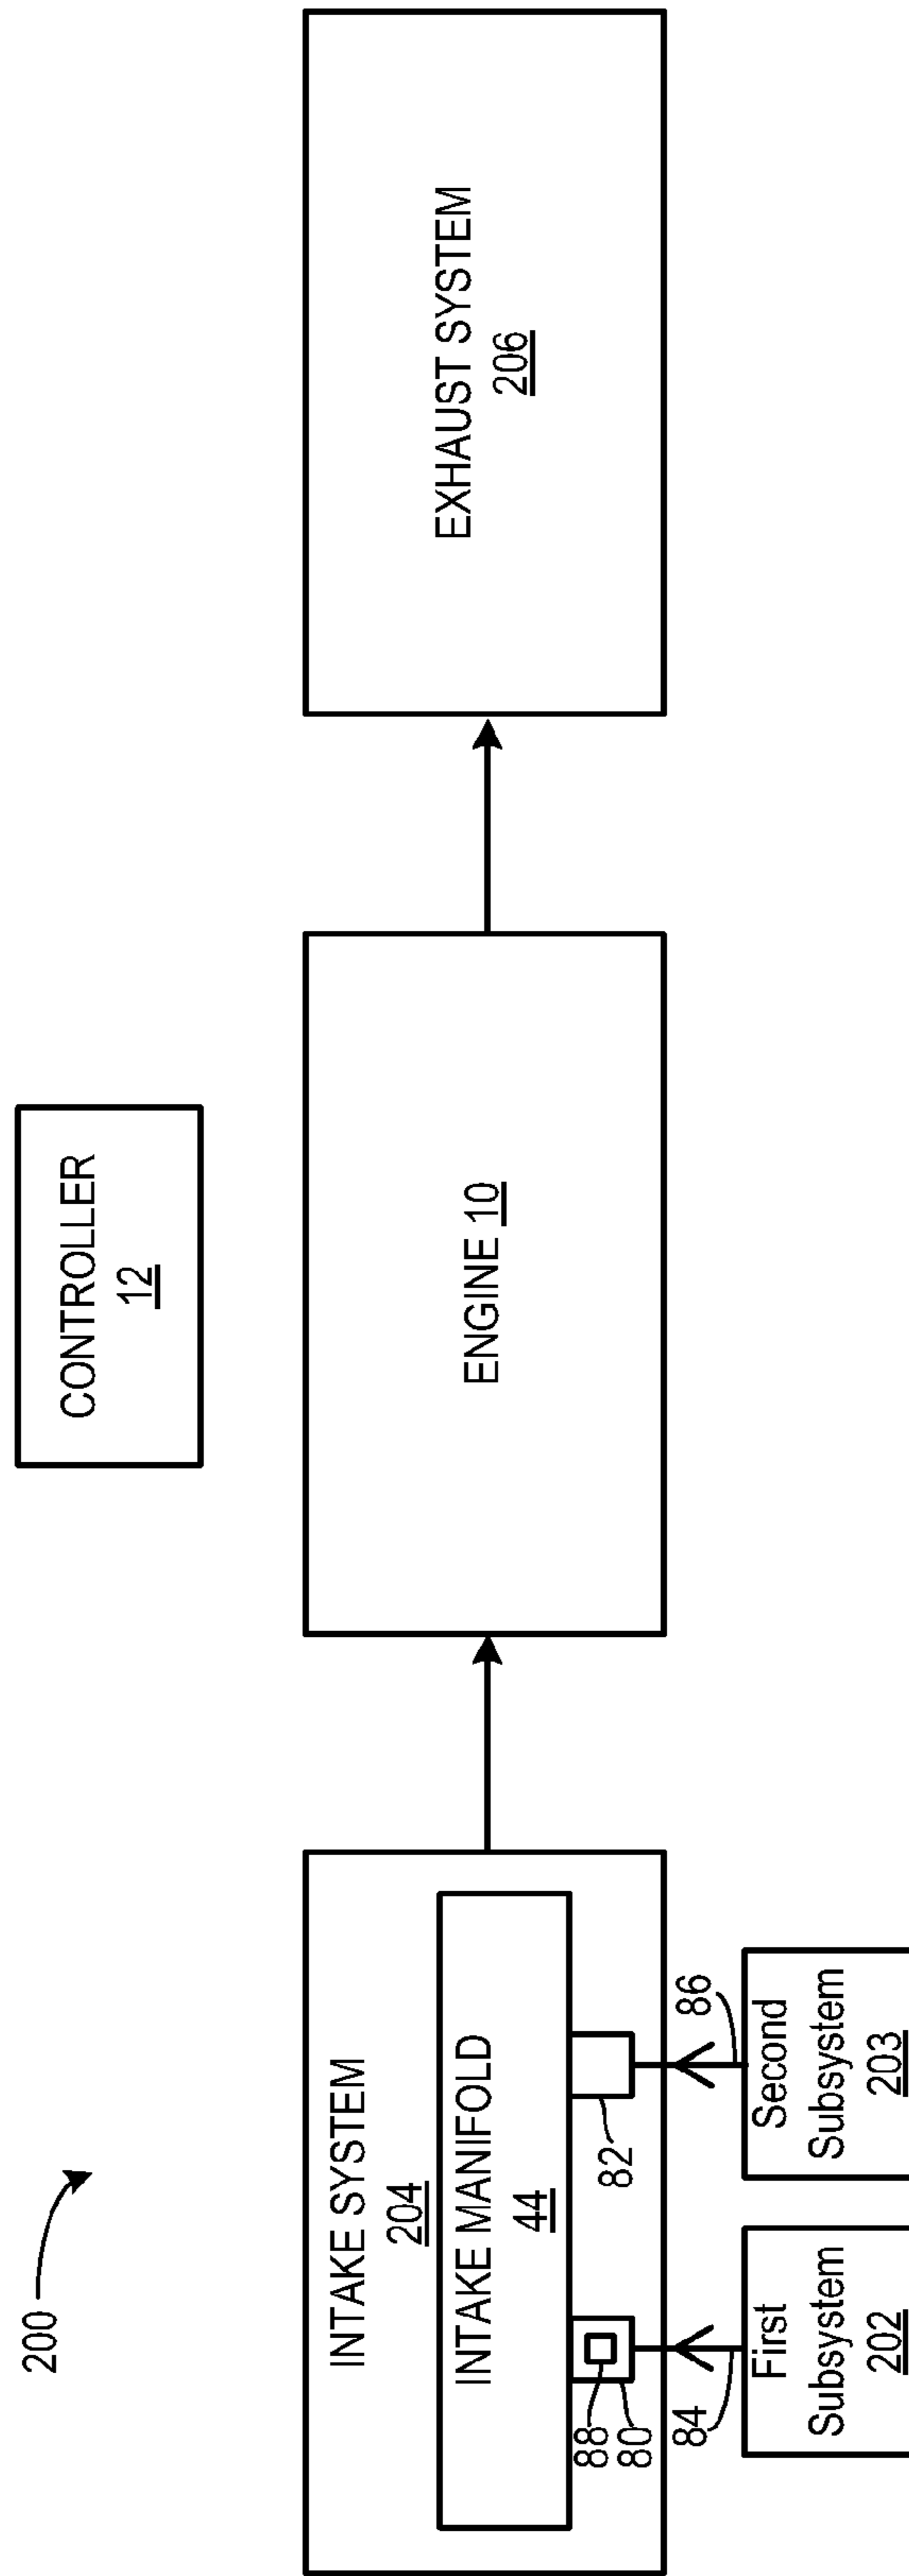 200
CONTROLLER
12
INTAKE SYSTEM
204
INTAKE MANIFOLD
44
88
80
82
84
86
First
Subsystem
202
Second
Subsystem
203
ENGINE 10
EXHAUST SYSTEM
206